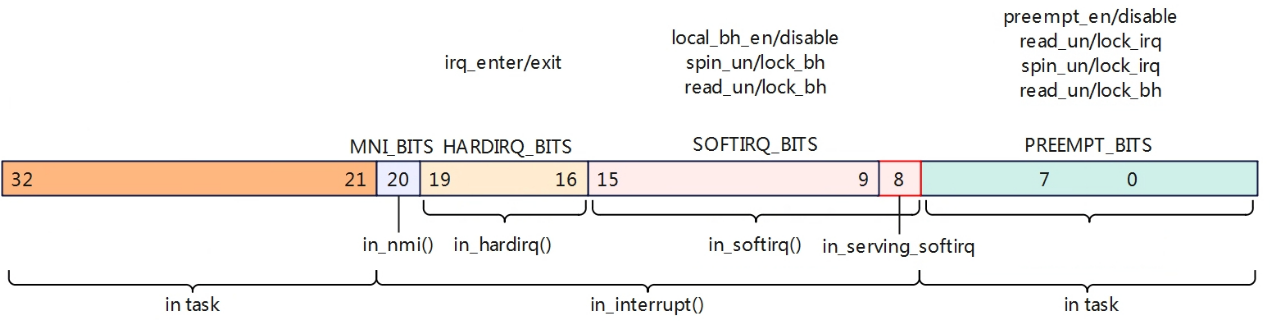 preempt_en/disable
local_bh_en/disable
read_un/lock_irq
irq_enter/exit
spin_un/lock_bh
spin_un/lock_irq
read_un/lock_bh
read_un/lock_bh
MNI_BITS HARDIRQ_BITS SOFTIRQ_BITS PREEMPT_BITS
32 21 20 19 16 15 9 8 7 0
in_nmi() in_hardirq() in_softirq() in_serving_softirq
in task in_interrupt() in task